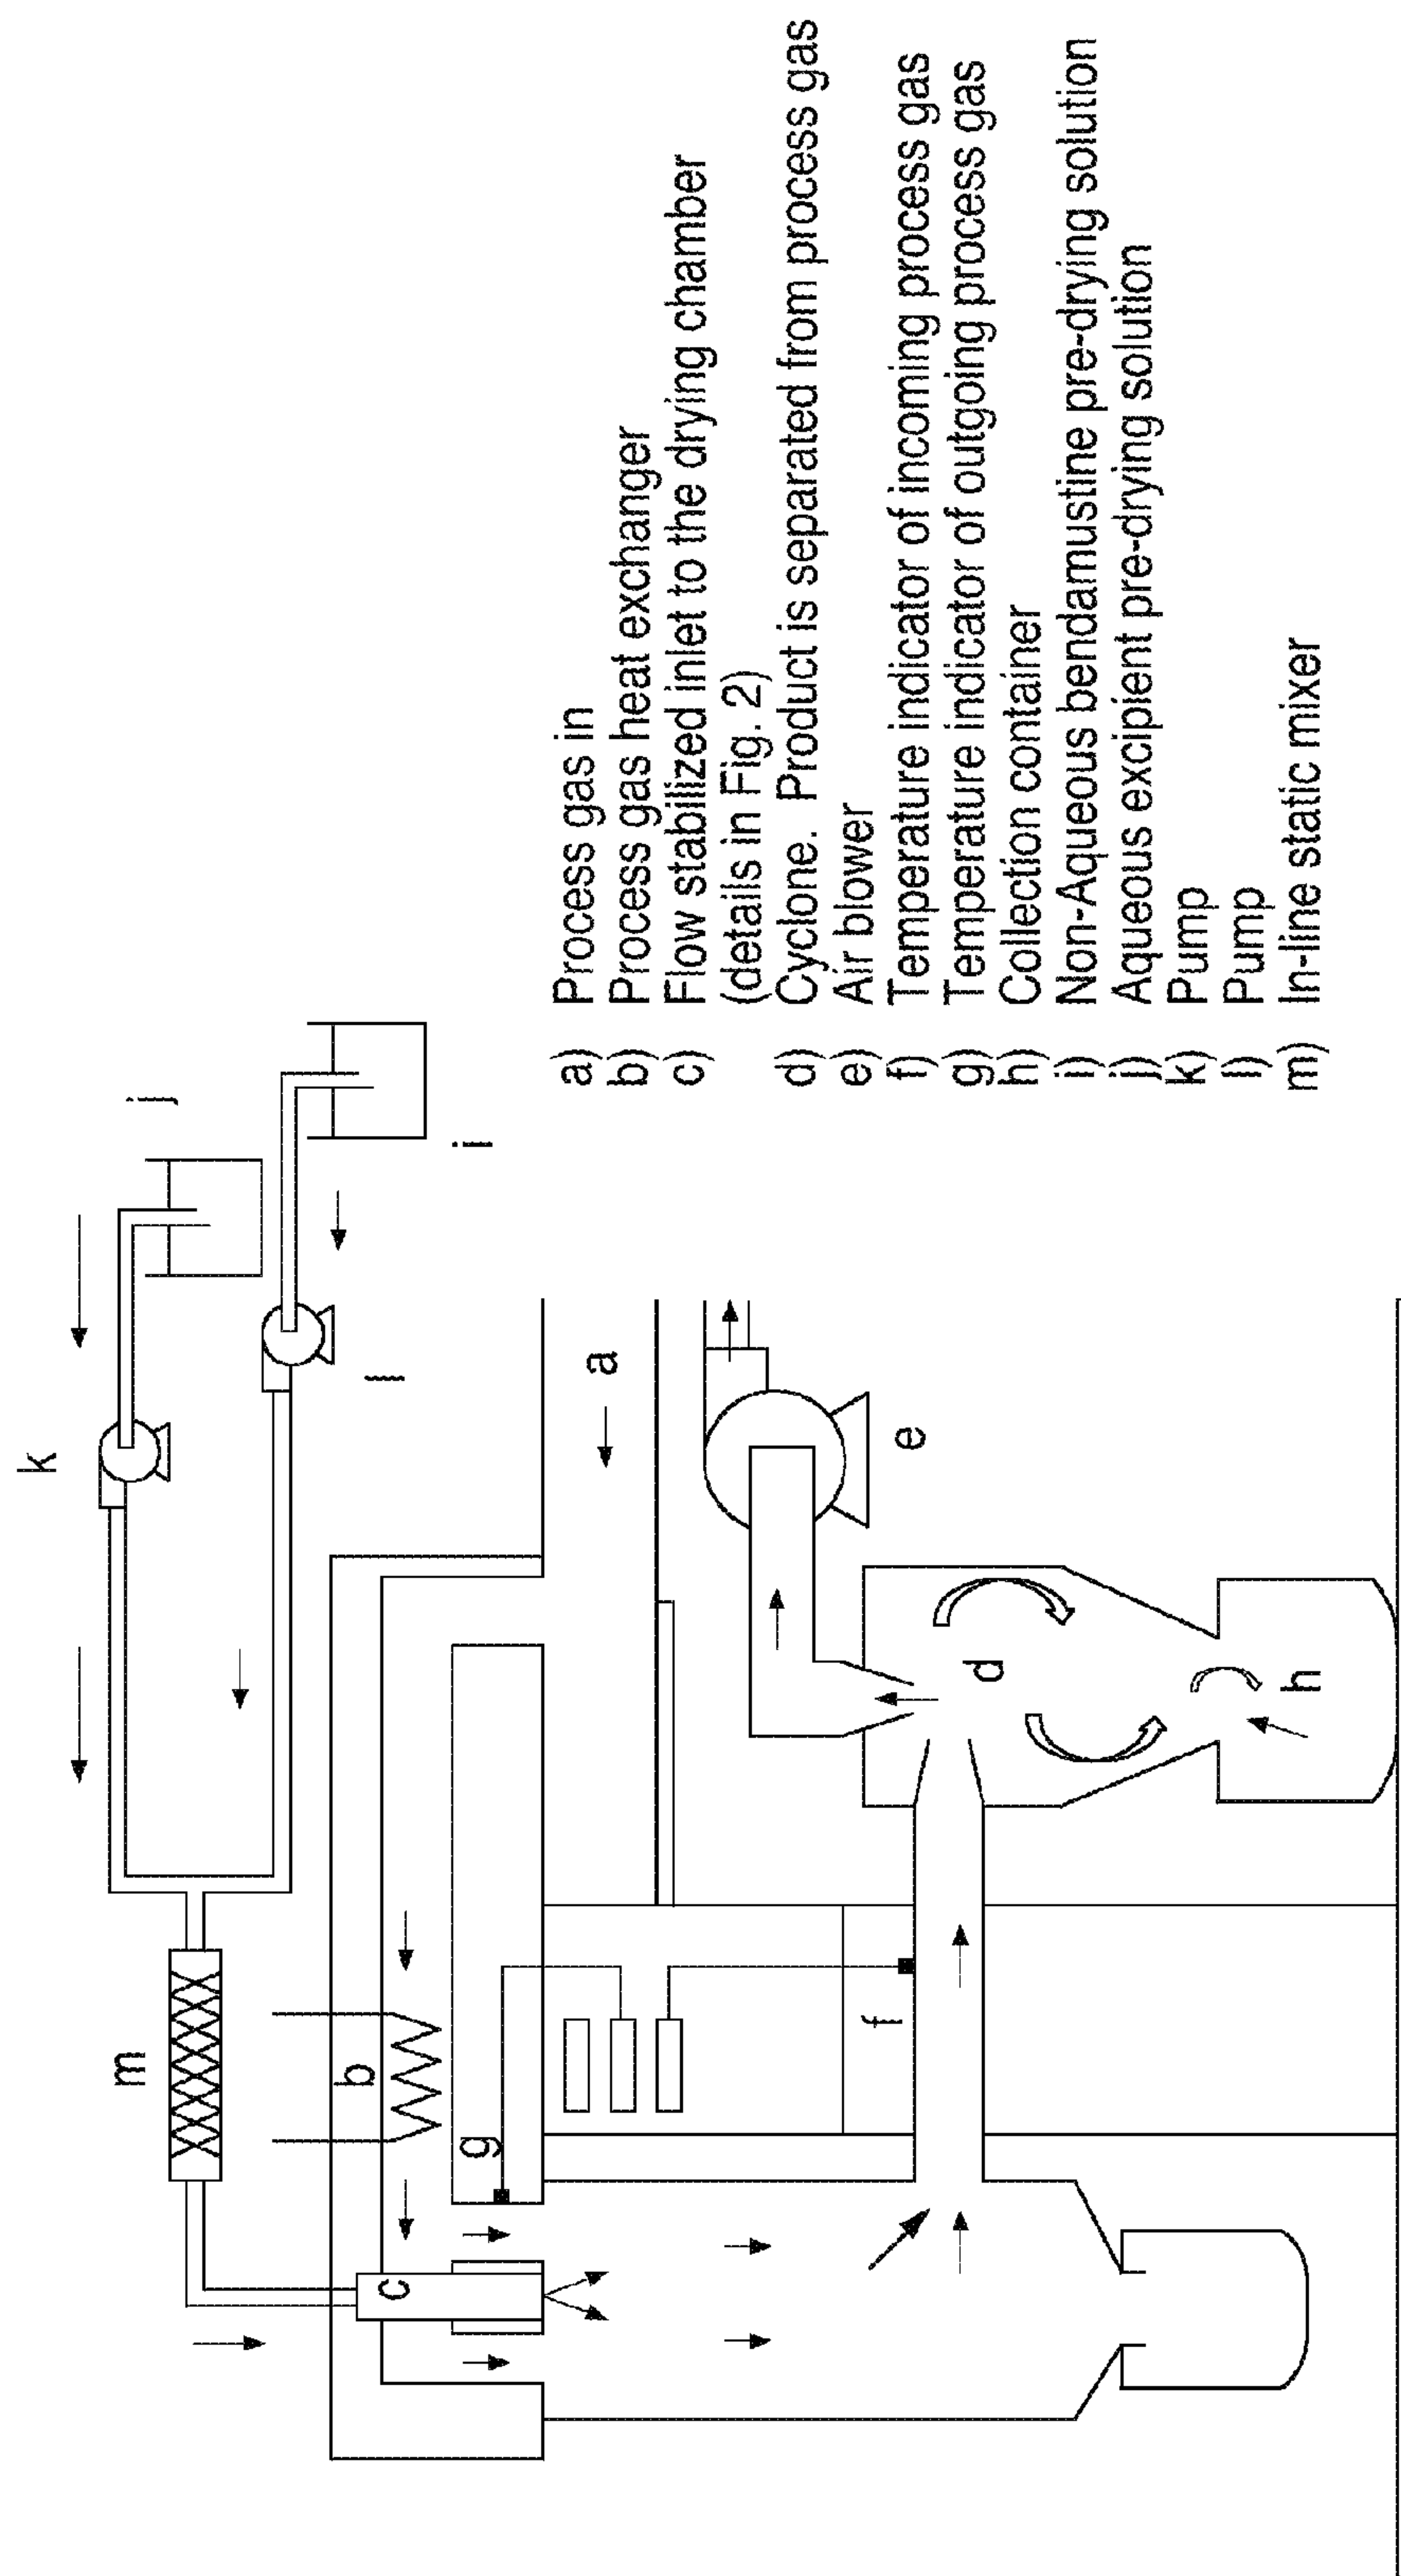 k
j
l
i
m
b
a
g
c
e
f
d
h
a) Process gas in
b) Process gas heat exchanger
c) Flow stabilized inlet to the drying chamber
(details in Fig. 2)
d) Cyclone. Product is separated from process gas
e) Air blower
f) Temperature indicator of incoming process gas
g) Temperature indicator of outgoing process gas
h) Collection container
i) Non-Aqueous bendamustine pre-drying solution
j) Aqueous excipient pre-drying solution
k) Pump
l) Pump
m) In-line static mixer